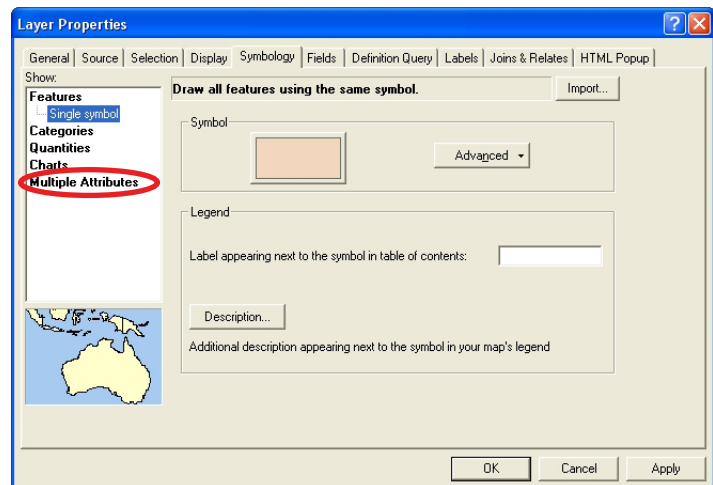 Layer Properties
General Source Selection Display Symbology Fields Definition Query Labels Joins & Relates HTML Popup
Show:
Features
Single symbol
Categories
Quantities
Charts
Multiple Attributes
Draw all features using the same symbol.
Import...
Symbol
Advanced
Legend
Label appearing next to the symbol in table of contents:
Description...
Additional description appearing next to the symbol in your map's legend
OK Cancel Apply